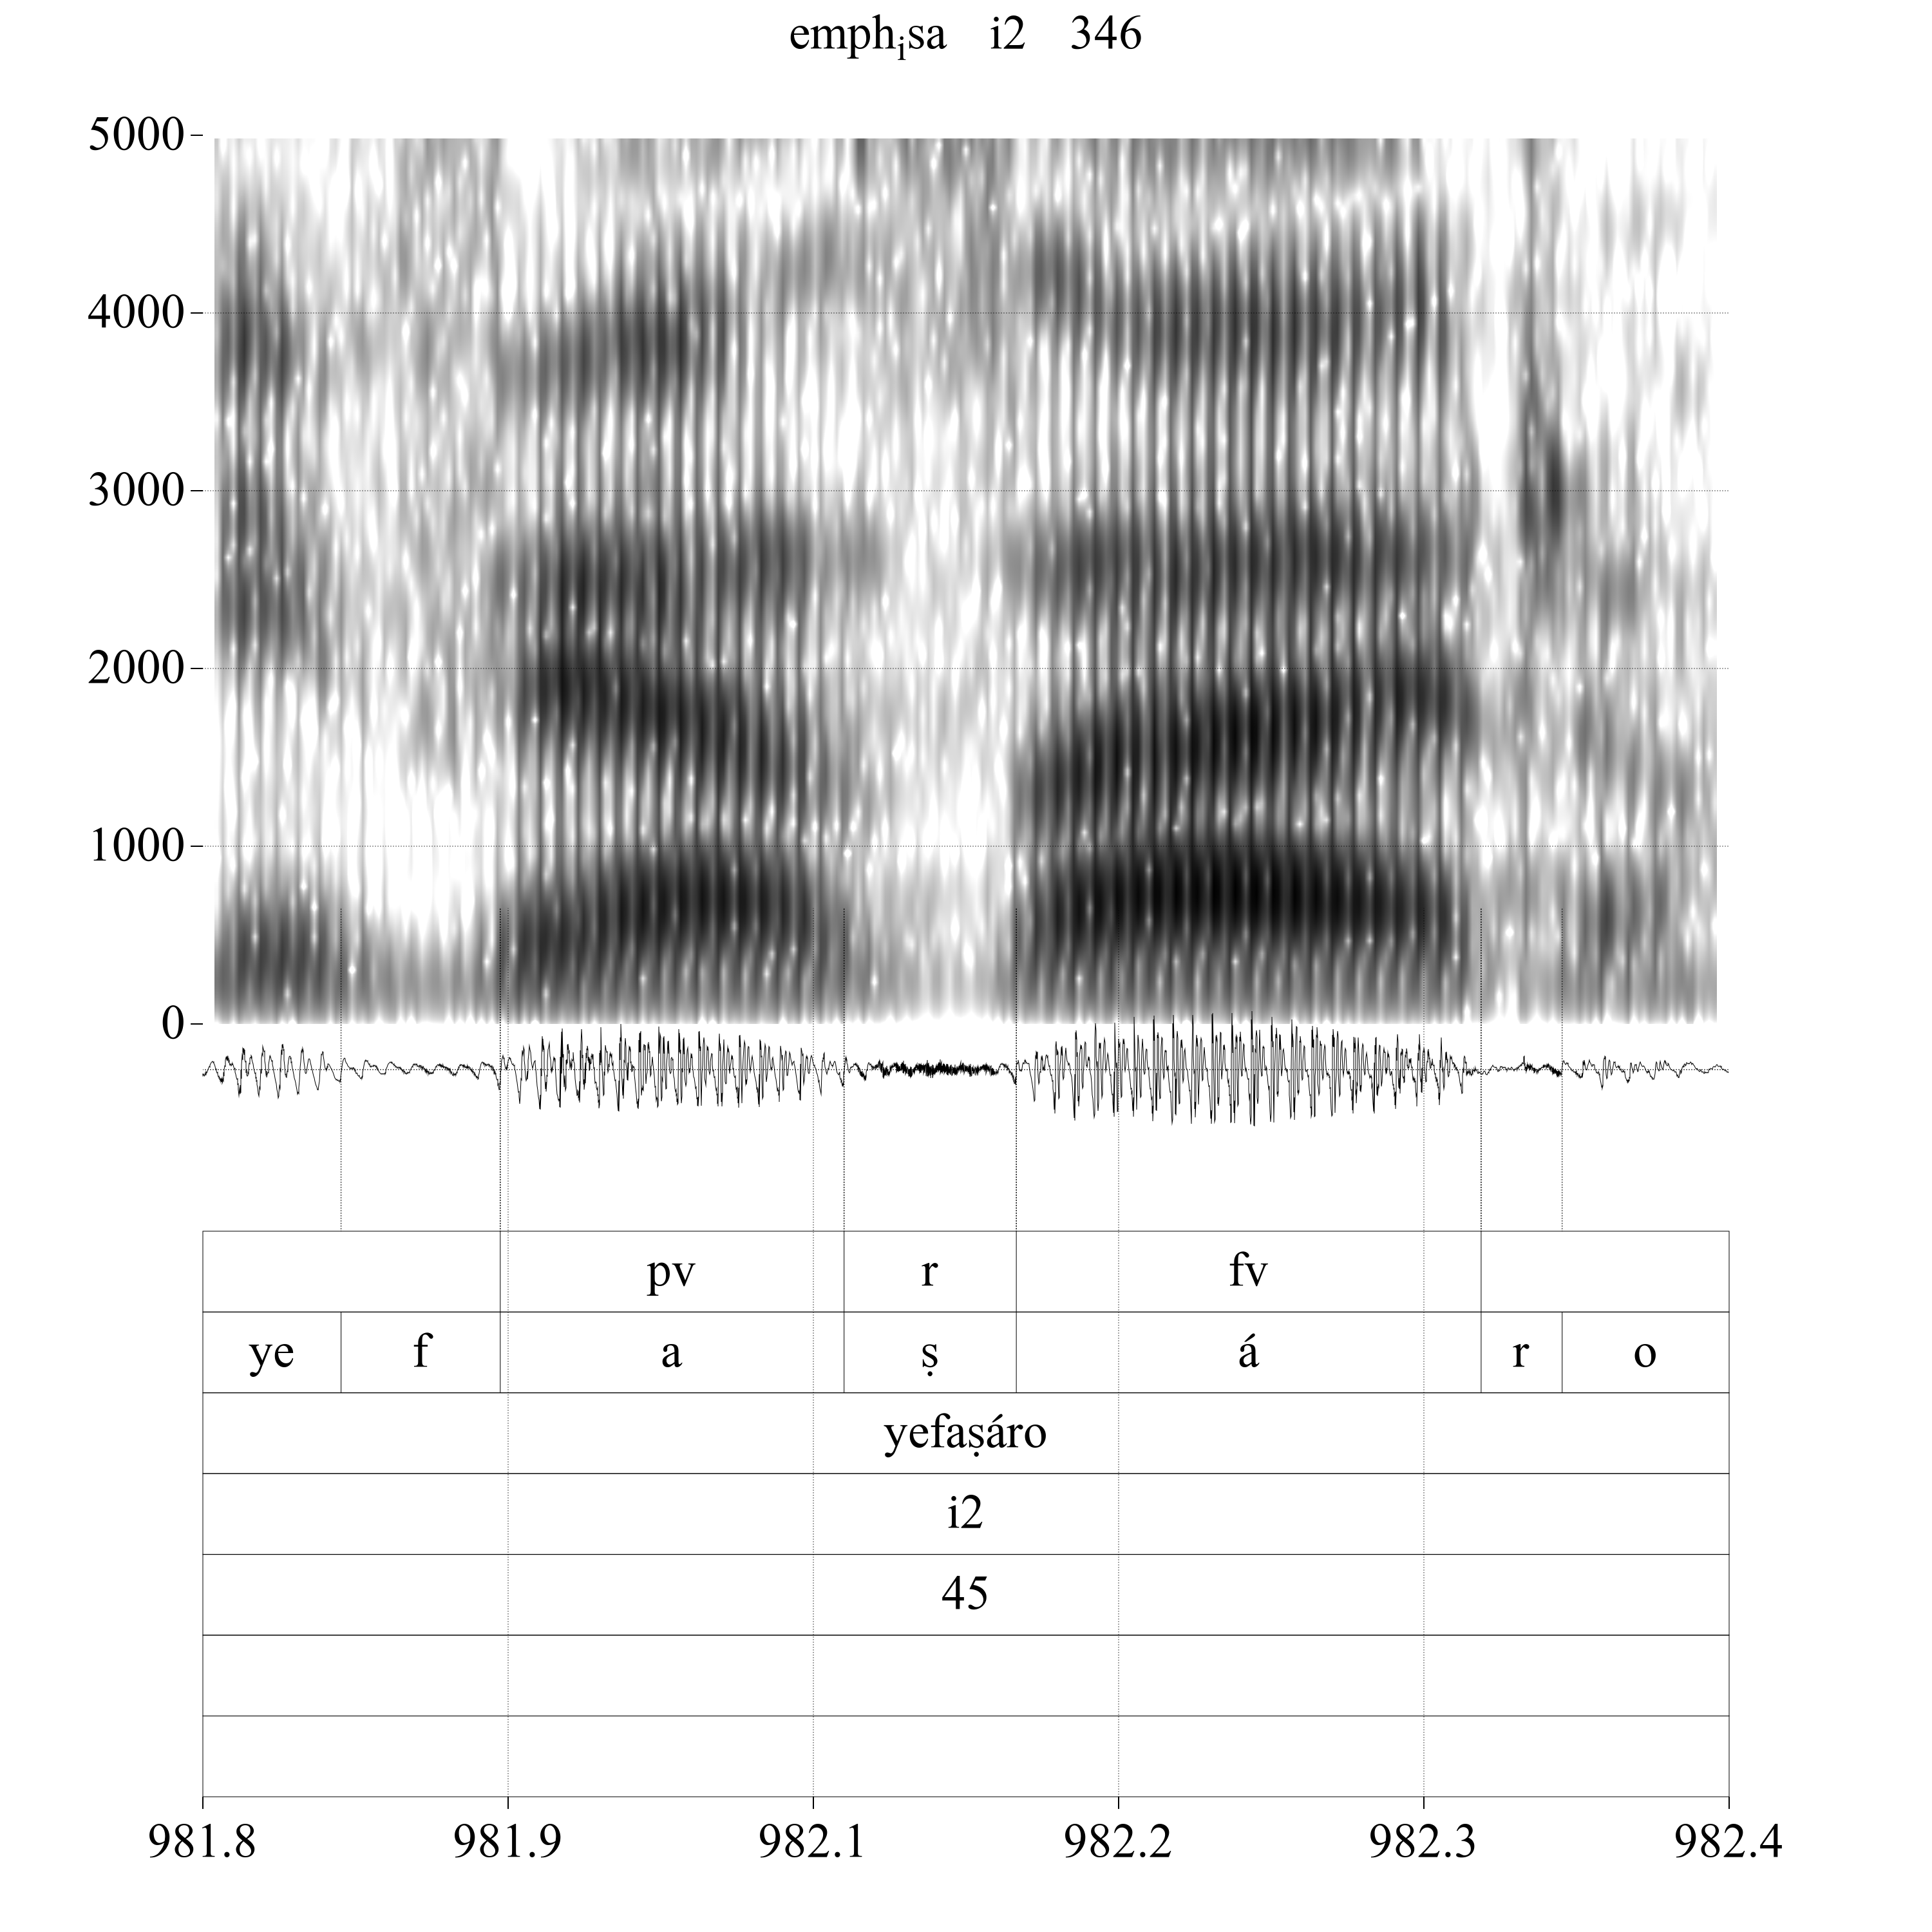 emphᵢsa i2 346
5000
4000
3000
2000
1000
0
pv r fv
ye f a ṣ á r o
yefaṣáro
i2
45
981.8 981.9 982.1 982.2 982.3 982.4